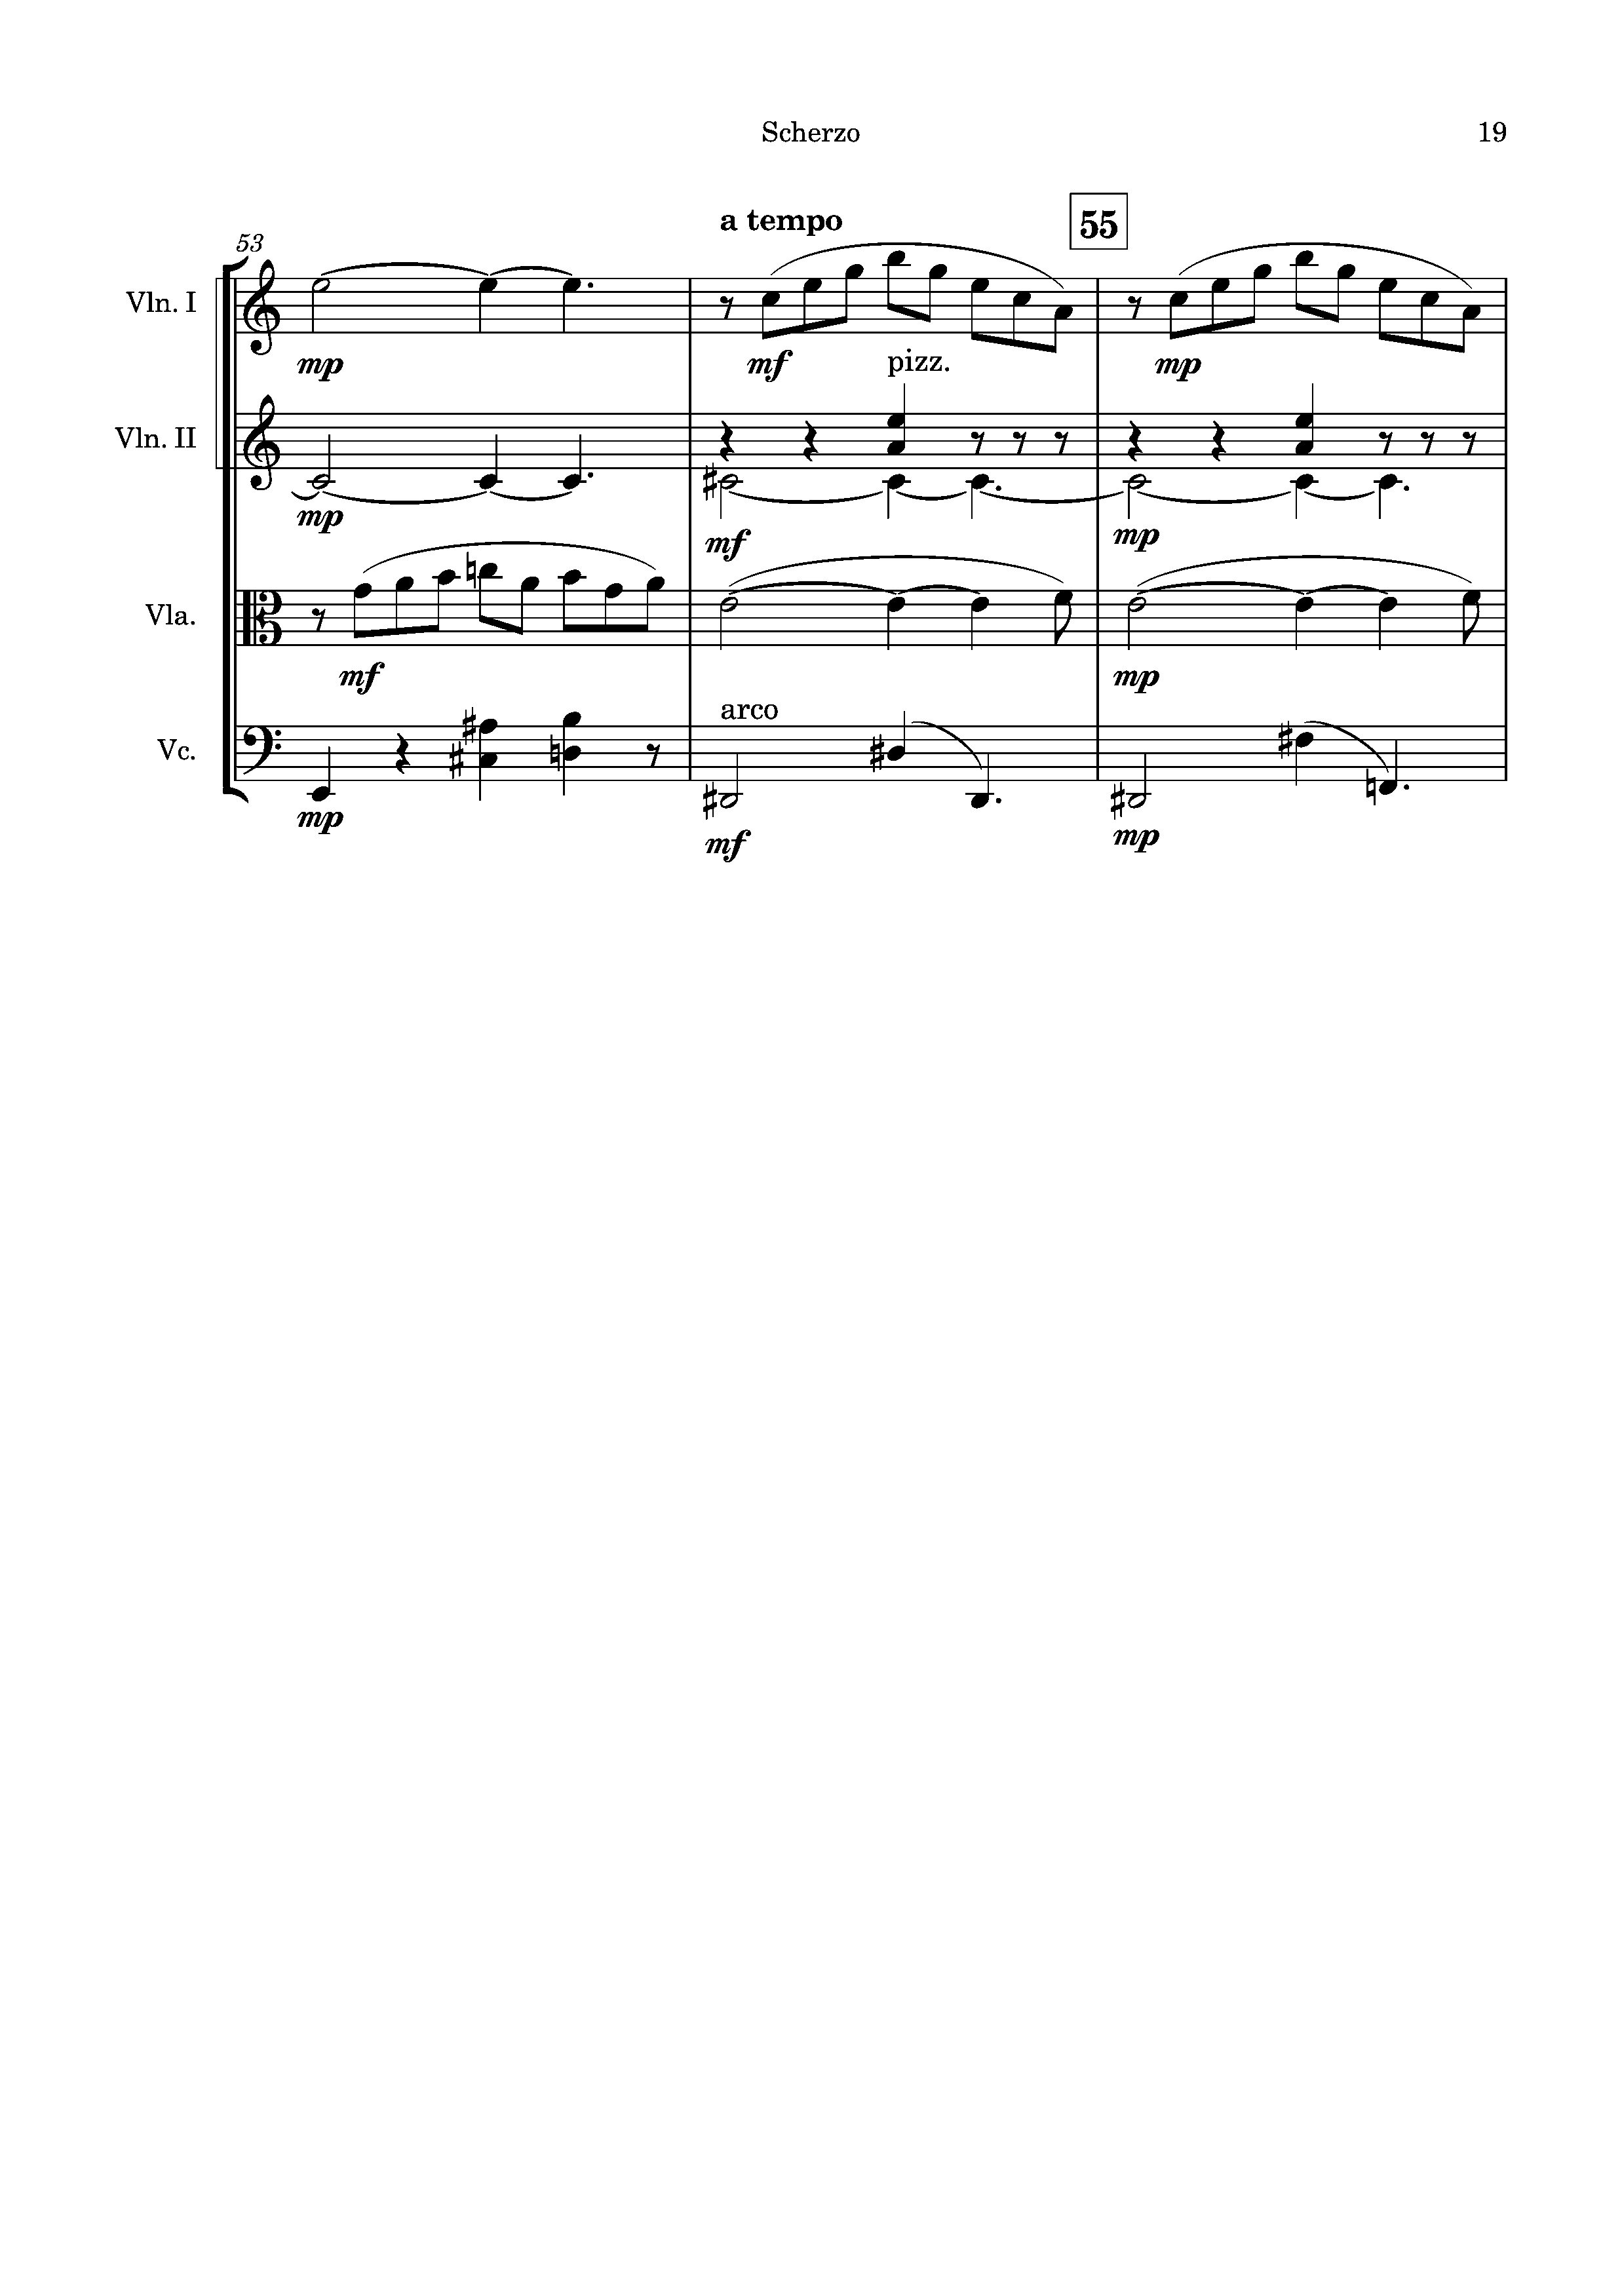 Scherzo 19
a tempo
55
53
Vln. I
mp mf mp
pizz.
Vln. II
mp mf mp
Vla.
mf mp
arco
Vc.
mp mf mp